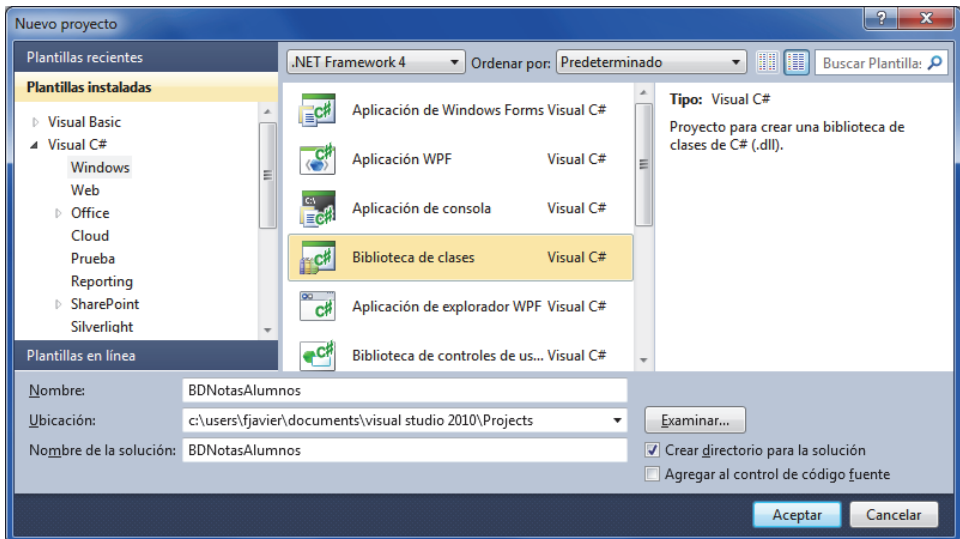 Nuevo proyecto
Plantillas recientes
Plantillas instaladas
Visual Basic
Visual C#
Windows
Web
Office
Cloud
Prueba
Reporting
SharePoint
Silverlight
Plantillas en línea
.NET Framework 4
Ordenar por: Predeterminado
Buscar Plantilla:
Aplicación de Windows Forms Visual C#
Aplicación WPF Visual C#
Aplicación de consola Visual C#
Biblioteca de clases Visual C#
Aplicación de explorador WPF Visual C#
Biblioteca de controles de us... Visual C#
Tipo: Visual C#
Proyecto para crear una biblioteca de
clases de C# (.dll).
Nombre: BDNotasAlumnos
Ubicación: c:\users\fjavier\documents\visual studio 2010\Projects
Examinar...
Nombre de la solución: BDNotasAlumnos
Crear directorio para la solución
Agregar al control de código fuente
Aceptar
Cancelar